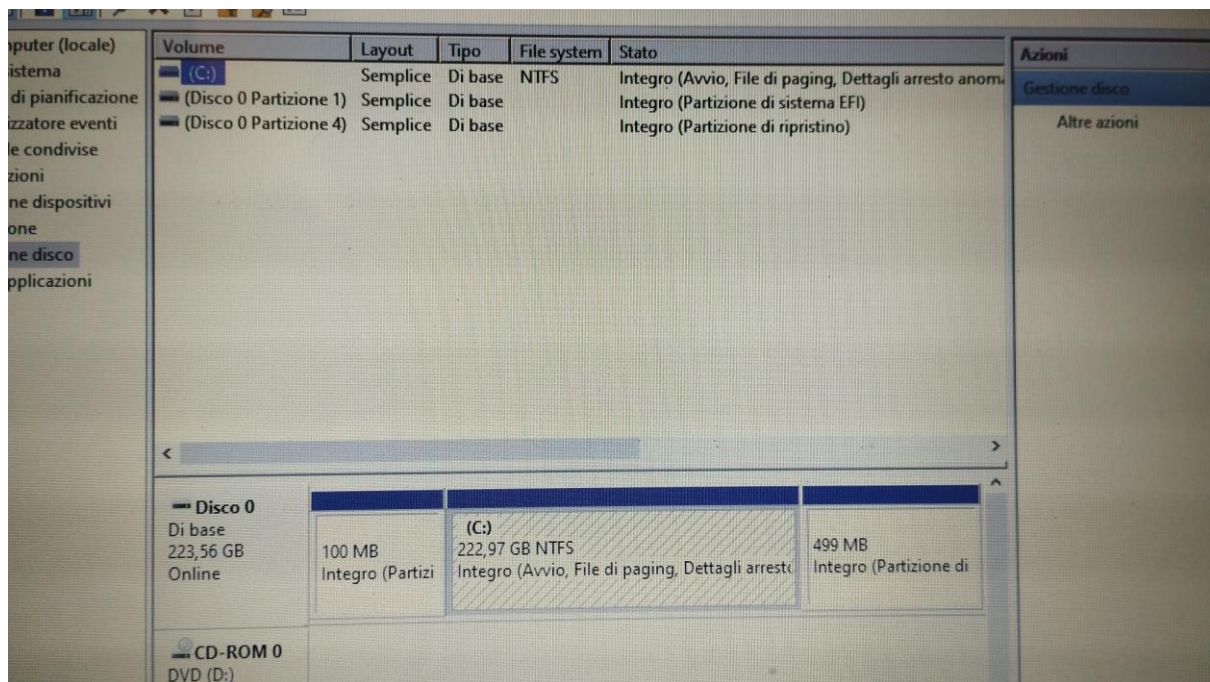 nputer (locale)
istema
di pianificazione
izzatore eventi
le condivise
zioni
ne dispositivi
one
ne disco
pplicazioni
Volume Layout Tipo File system Stato
(C:) Semplice Di base NTFS Integro (Avvio, File di paging, Dettagli arresto anom
(Disco 0 Partizione 1) Semplice Di base Integro (Partizione di sistema EFI)
(Disco 0 Partizione 4) Semplice Di base Integro (Partizione di ripristino)
Azioni
Gestione disco
Altre azioni
Disco 0
Di base
223,56 GB
Online
100 MB
Integro (Partizi
(C:)
222,97 GB NTFS
Integro (Avvio, File di paging, Dettagli arresto
499 MB
Integro (Partizione di
CD-ROM 0
DVD (D:)